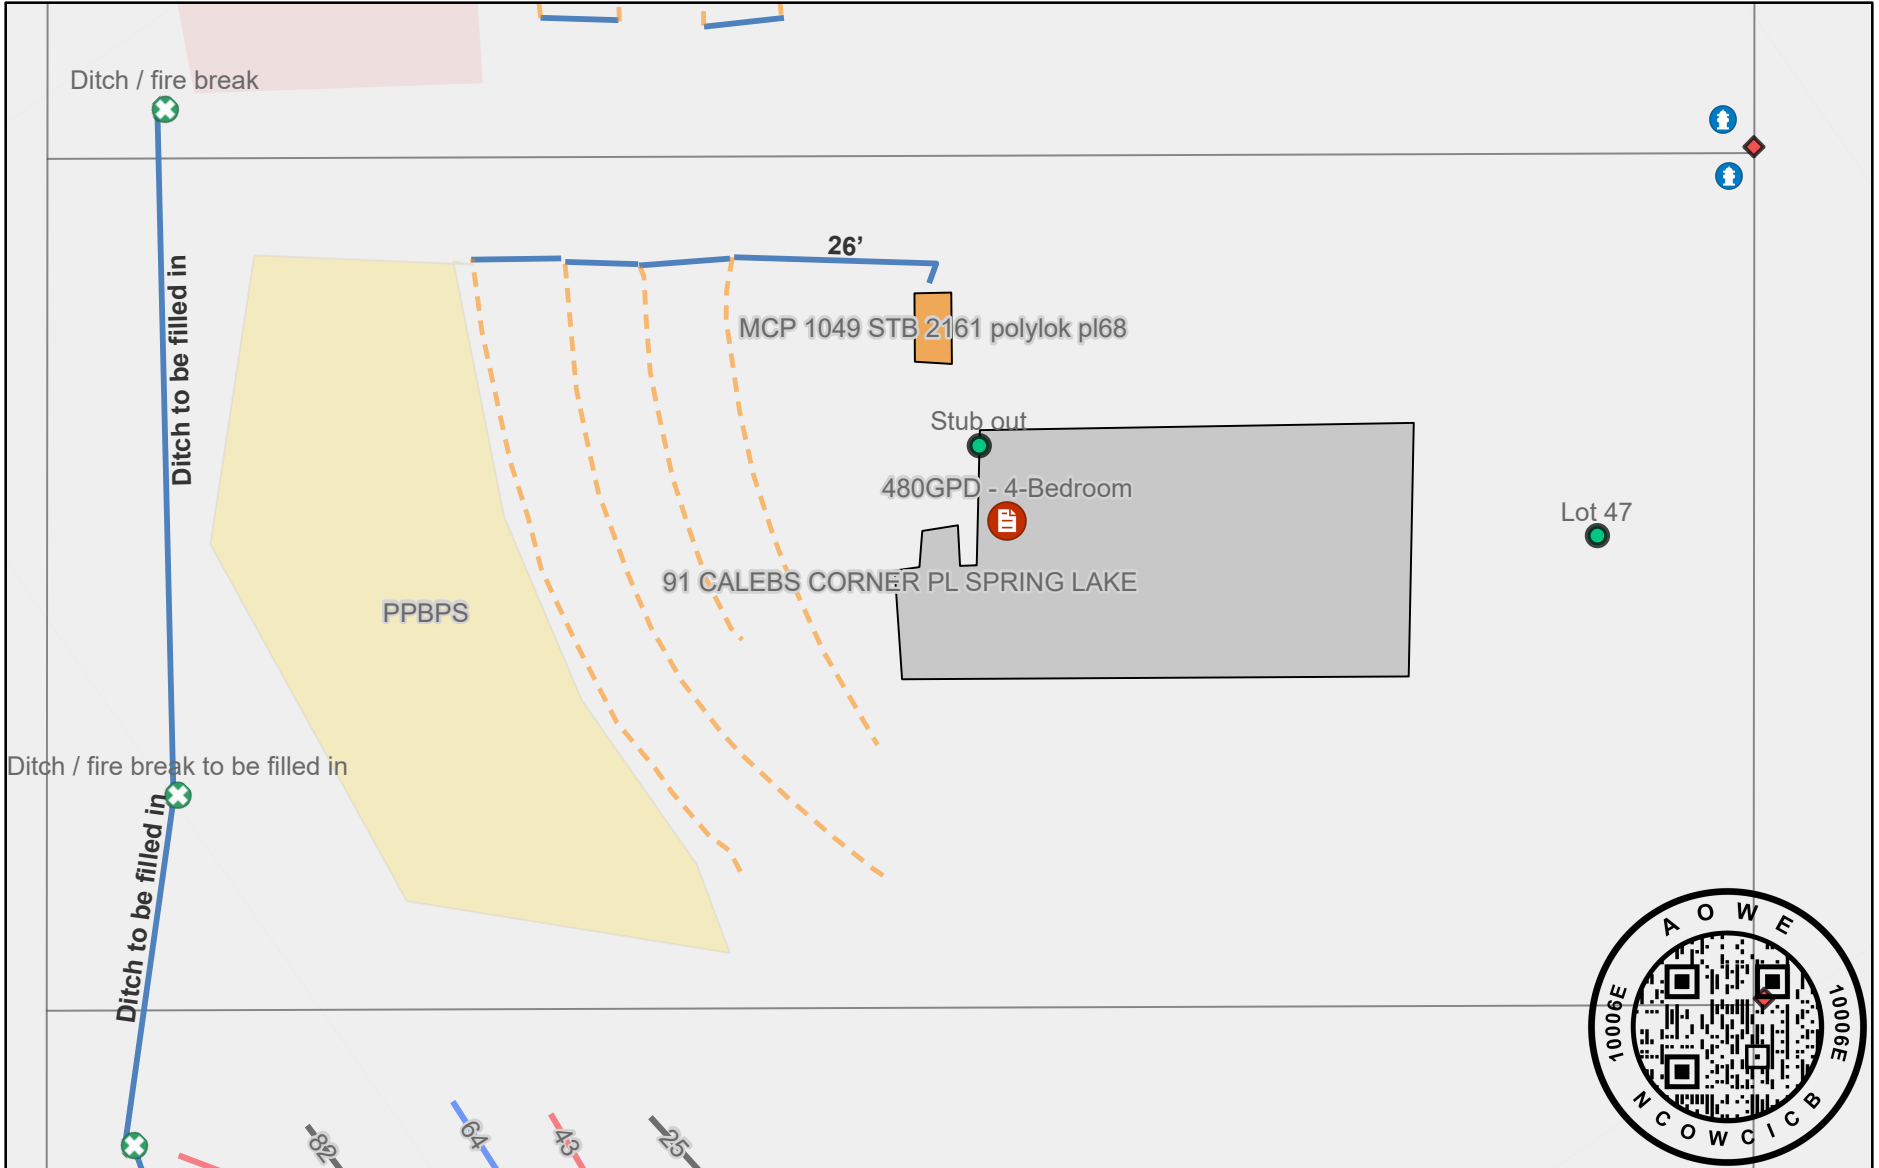 Ditch / fire break
26’
Ditch to be filled in
MCP 1049 STB 2161 polylok pl68
Stub out
480GPD - 4-Bedroom
Lot 47
91 CALEBS CORNER PL SPRING LAKE
PPBPS
Ditch / fire break to be filled in
Ditch to be filled in
AOWE
10006E
10006E
NCOWCICB
82
64
43
25